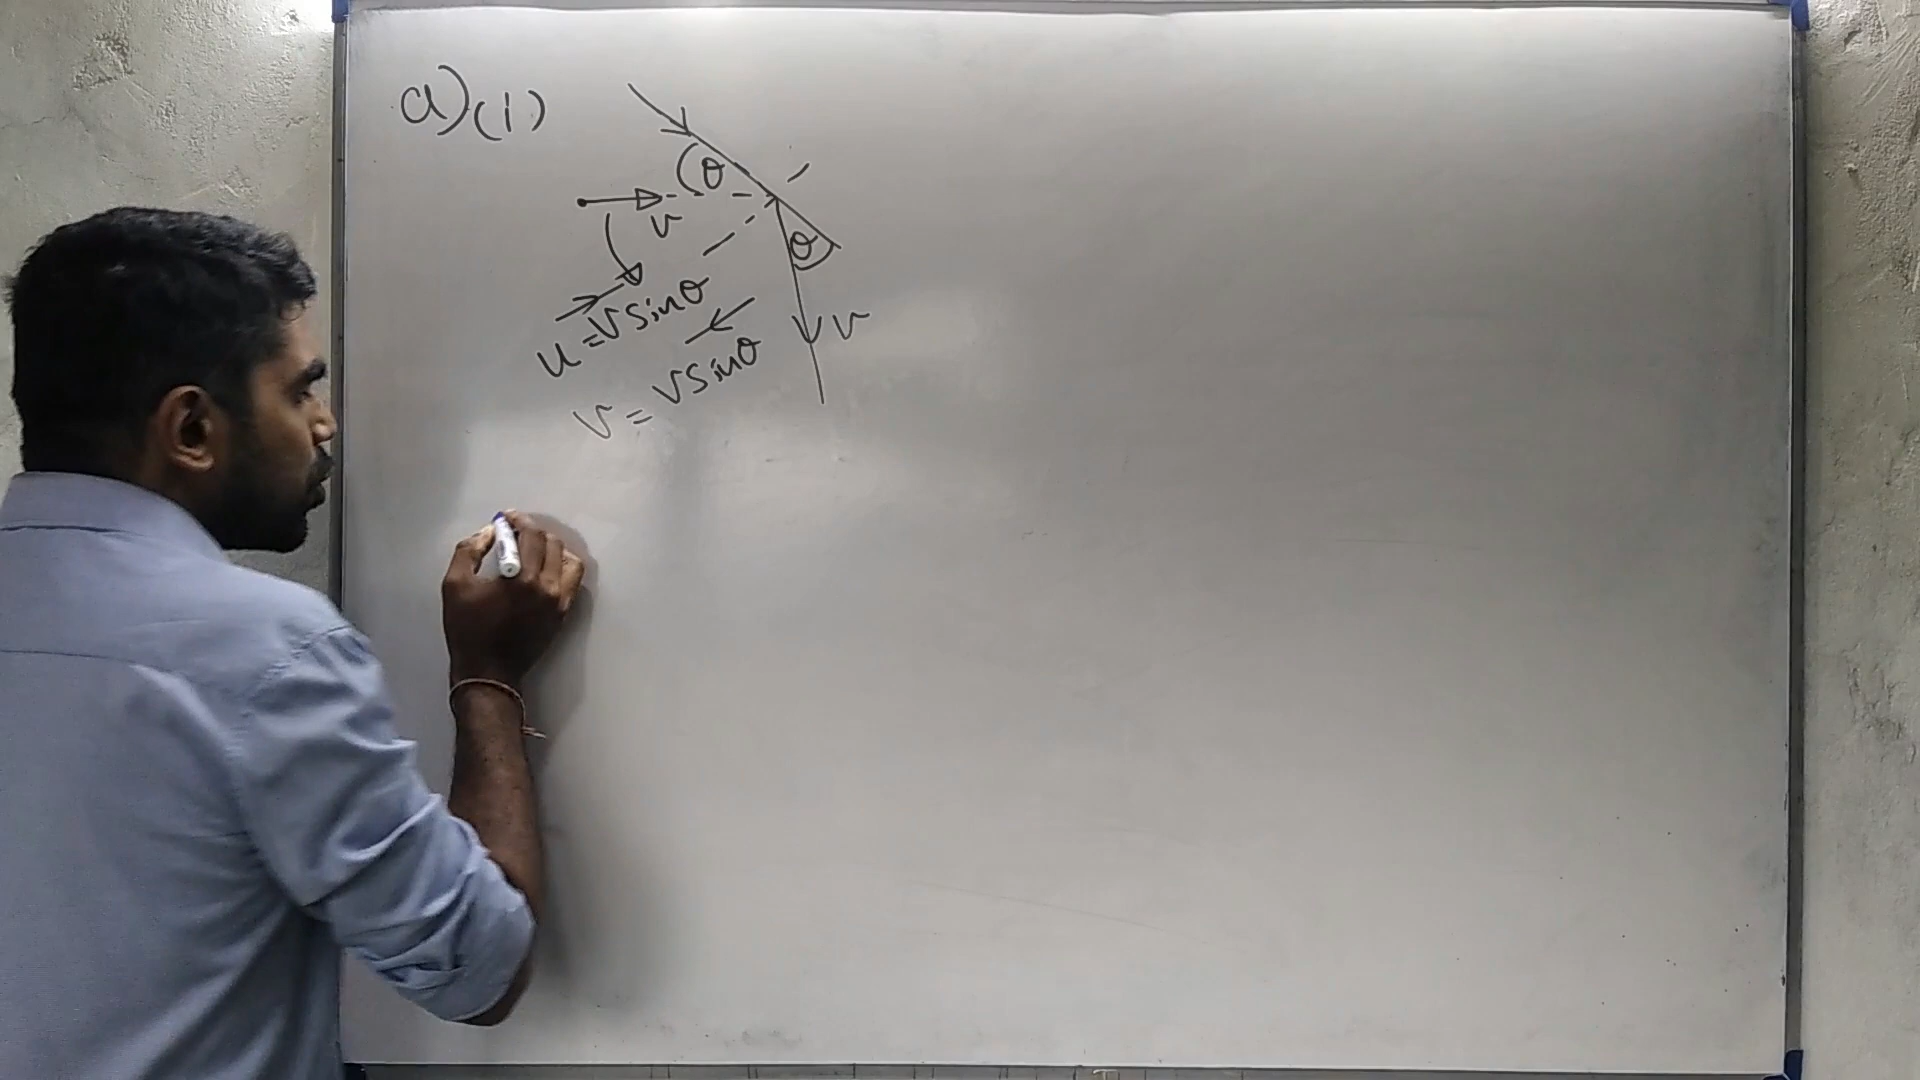 a)(i)
θ
v
θ
u = v sinθ
v
v = v sinθ